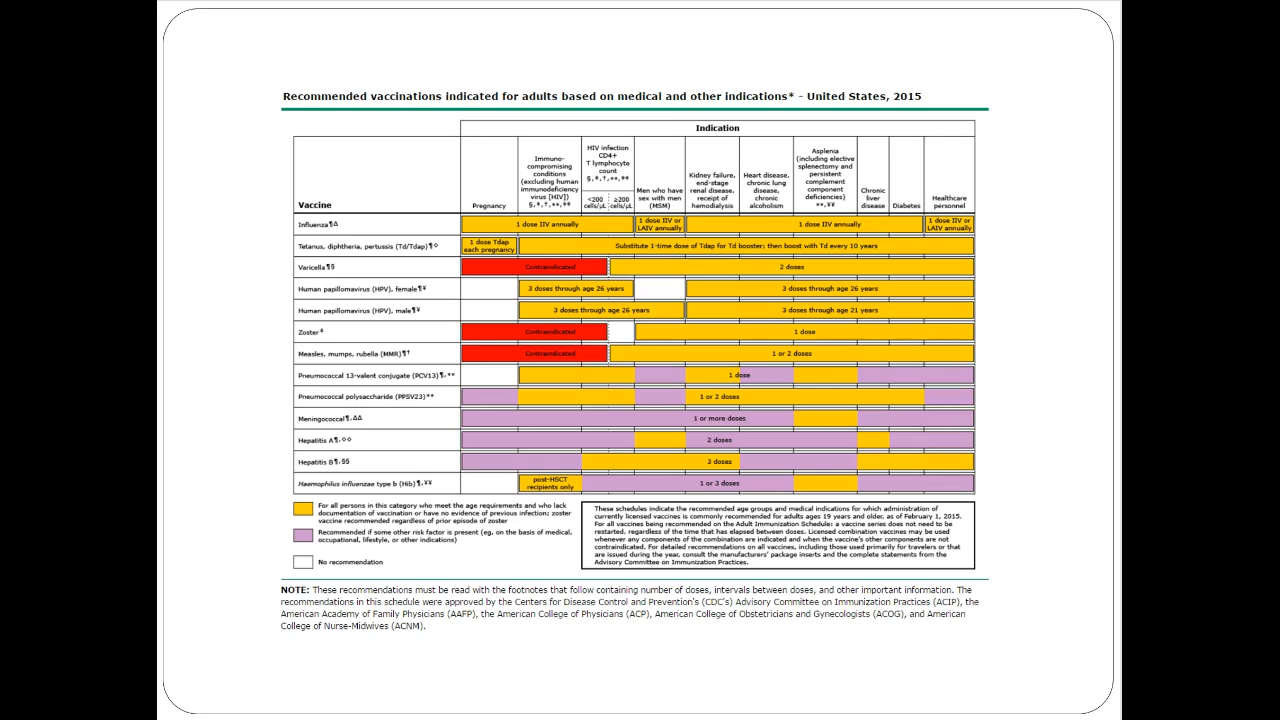 Recommended vaccinations indicated for adults based on medical and other indications* - United States, 2015
Indication
Vaccine
Pregnancy
Immuno-
compromising
conditions
(excluding human
immunodeficiency
virus [HIV])
§,‡,†,**,‡‡
HIV infection
CD4+
T lymphocyte
count
§,‡,†,**,‡‡
<200
cells/µL
≥200
cells/µL
Men who have
sex with men
(MSM)
Kidney failure,
end-stage
renal disease,
receipt of
hemodialysis
Heart disease,
chronic lung
disease,
chronic
alcoholism
Asplenia
(including elective
splenectomy and
persistent
complement
component
deficiencies)
**,¥¥
Chronic
liver
disease
Diabetes
Healthcare
personnel
Influenza¶Δ
1 dose IIV annually
1 dose IIV or
LAIV annually
1 dose IIV annually
1 dose IIV or
LAIV annually
Tetanus, diphtheria, pertussis (Td/Tdap)¶◊
1 dose Tdap
each pregnancy
Substitute 1-time dose of Tdap for Td booster; then boost with Td every 10 years
Varicella¶§
Contraindicated
2 doses
Human papillomavirus (HPV), female¶¥
3 doses through age 26 years
3 doses through age 26 years
Human papillomavirus (HPV), male¶¥
3 doses through age 26 years
3 doses through age 21 years
Zoster‡
Contraindicated
1 dose
Measles, mumps, rubella (MMR)¶†
Contraindicated
1 or 2 doses
Pneumococcal 13-valent conjugate (PCV13)¶,**
1 dose
Pneumococcal polysaccharide (PPSV23)**
1 or 2 doses
Meningococcal¶,ΔΔ
1 or more doses
Hepatitis A¶,◊◊
2 doses
Hepatitis B¶,§§
3 doses
Haemophilus influenzae type b (Hib)¶,¥¥
post-HSCT
recipients only
1 or 3 doses
For all persons in this category who meet the age requirements and who lack
documentation of vaccination or have no evidence of previous infection; zoster
vaccine recommended regardless of prior episode of zoster
Recommended if some other risk factor is present (eg, on the basis of medical,
occupational, lifestyle, or other indications)
No recommendation
These schedules indicate the recommended age groups and medical indications for which administration of
currently licensed vaccines is commonly recommended for adults ages 19 years and older, as of February 1, 2015.
For all vaccines being recommended on the Adult Immunization Schedule: a vaccine series does not need to be
restarted, regardless of the time that has elapsed between doses. Licensed combination vaccines may be used
whenever any components of the combination are indicated and when the vaccine's other components are not
contraindicated. For detailed recommendations on all vaccines, including those used primarily for travelers or that
are issued during the year, consult the manufacturers' package inserts and the complete statements from the
Advisory Committee on Immunization Practices.
NOTE: These recommendations must be read with the footnotes that follow containing number of doses, intervals between doses, and other important information. The
recommendations in this schedule were approved by the Centers for Disease Control and Prevention's (CDC's) Advisory Committee on Immunization Practices (ACIP), the
American Academy of Family Physicians (AAFP), the American College of Physicians (ACP), American College of Obstetricians and Gynecologists (ACOG), and American
College of Nurse-Midwives (ACNM).